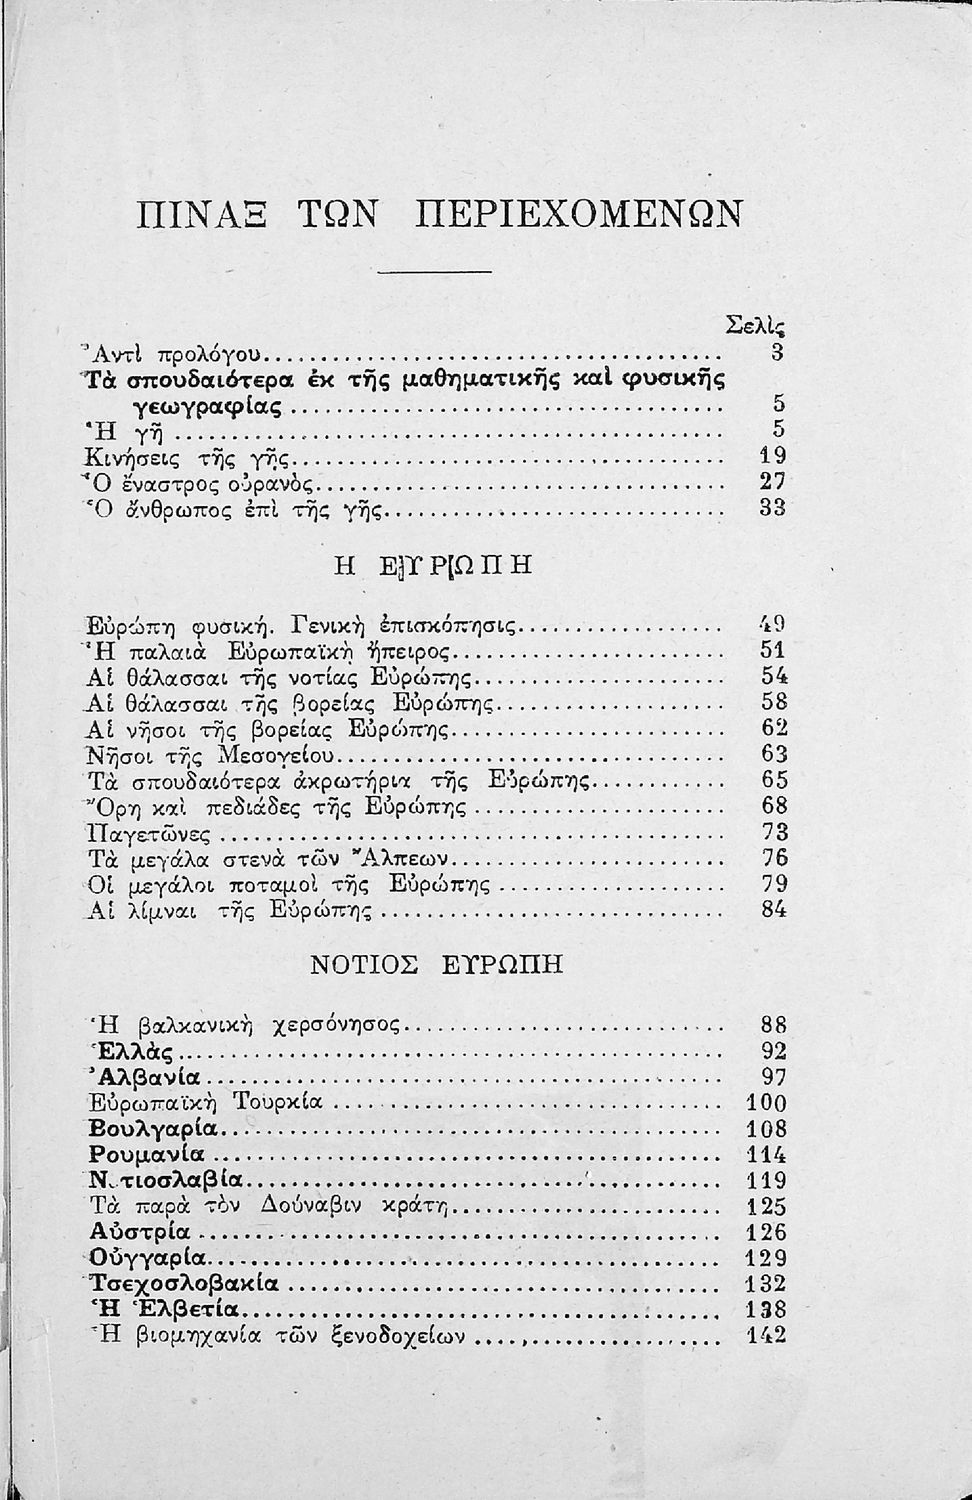 ΠΙΝΑΞ ΤΩΝ ΠΕΡΙΕΧΟΜΕΝΩΝ
Σελὶς
Ἀντὶ προλόγου........................................ 3
Τὰ σπουδαιότερα ἐκ τῆς μαθηματικῆς καὶ φυσικῆς
γεωγραφίας ...................................... 5
Ἡ γῆ ................................................ 5
Κινήσεις τῆς γῆς...................................... 19
Ὁ ἔναστρος οὐρανὸς.................................... 27
Ὁ ἄνθρωπος ἐπὶ τῆς γῆς.............................. 33
Η ΕΥΡΩΠΗ
Εὐρώπη φυσική. Γενικὴ ἐπισκόπησις.................. 49
Ἡ παλαιὰ Εὐρωπαϊκὴ ἤπειρος........................ 51
Αἱ θάλασσαι τῆς νοτίας Εὐρώπης...................... 54
Αἱ θάλασσαι τῆς βορείας Εὐρώπης.................... 58
Αἱ νῆσοι τῆς βορείας Εὐρώπης........................ 62
Νῆσοι τῆς Μεσογείου.................................. 63
Τὰ σπουδαιότερα ἀκρωτήρια τῆς Εὐρώπης............ 65
Ὄρη καὶ πεδιάδες τῆς Εὐρώπης ...................... 68
Παγετῶνες ............................................ 73
Τὰ μεγάλα στενὰ τῶν Ἄλπεων........................ 76
Οἱ μεγάλοι ποταμοὶ τῆς Εὐρώπης .................... 79
Αἱ λίμναι τῆς Εὐρώπης .............................. 84
ΝΟΤΙΟΣ ΕΥΡΩΠΗ
Ἡ βαλκανικὴ χερσόνησος............................ 88
Ἑλλὰς................................................ 92
Ἀλβανία.............................................. 97
Εὐρωπαϊκὴ Τουρκία .................................. 100
Βουλγαρία............................................ 108
Ρουμανία ............................................ 114
Ν.τιοσλαβία.......................................... 119
Τὰ παρὰ τὸν Δούναβιν κράτη........................ 125
Αὐστρία .............................................. 126
Οὐγγαρία............................................ 129
Τσεχοσλοβακία ...................................... 132
Ἡ Ἑλβετία.......................................... 138
Ἡ βιομηχανία τῶν ξενοδοχείων ...................... 142